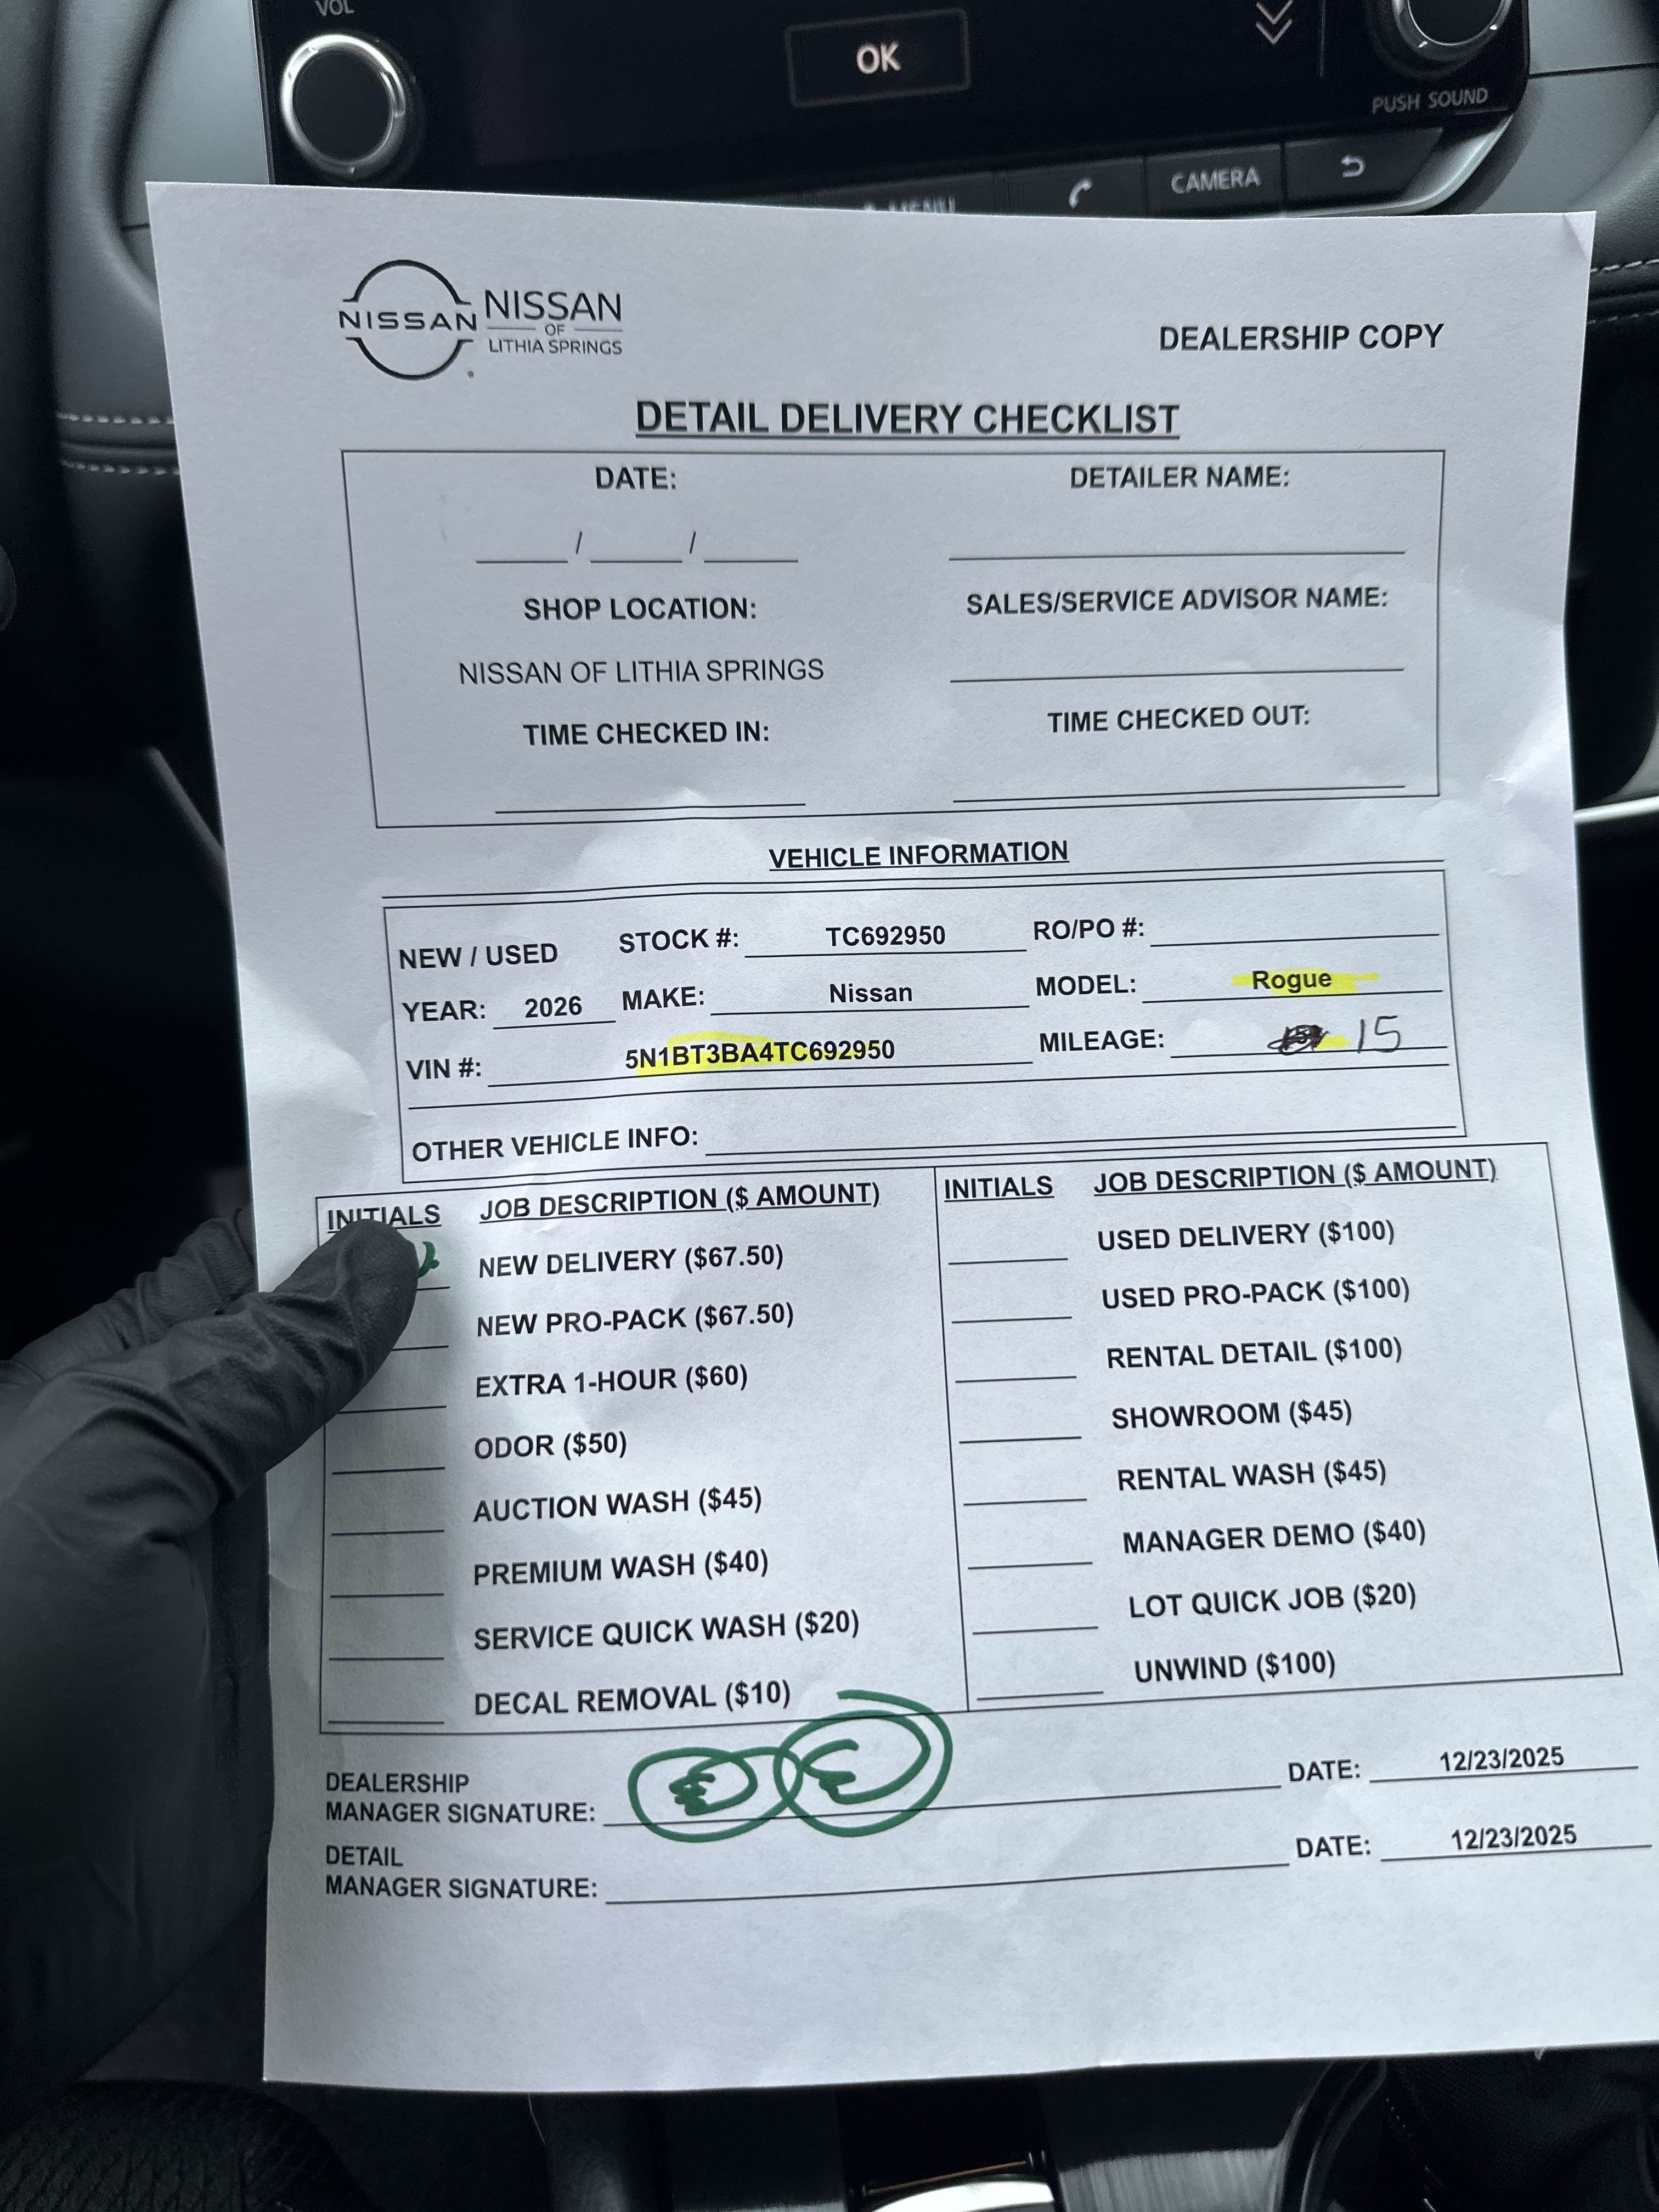 VOL
OK
PUSH SOUND
MENU
CAMERA
NISSAN
NISSAN
OF
LITHIA SPRINGS
DEALERSHIP COPY
DETAIL DELIVERY CHECKLIST
DATE: DETAILER NAME:
/ /
SHOP LOCATION: SALES/SERVICE ADVISOR NAME:
NISSAN OF LITHIA SPRINGS
TIME CHECKED IN: TIME CHECKED OUT:
VEHICLE INFORMATION
NEW / USED STOCK #: TC692950 RO/PO #:
YEAR: 2026 MAKE: Nissan MODEL: Rogue
VIN #: 5N1BT3BA4TC692950 MILEAGE: 15
OTHER VEHICLE INFO:
INITIALS JOB DESCRIPTION ($ AMOUNT) INITIALS JOB DESCRIPTION ($ AMOUNT)
NEW DELIVERY ($67.50) USED DELIVERY ($100)
NEW PRO-PACK ($67.50) USED PRO-PACK ($100)
EXTRA 1-HOUR ($60) RENTAL DETAIL ($100)
ODOR ($50) SHOWROOM ($45)
AUCTION WASH ($45) RENTAL WASH ($45)
PREMIUM WASH ($40) MANAGER DEMO ($40)
SERVICE QUICK WASH ($20) LOT QUICK JOB ($20)
DECAL REMOVAL ($10) UNWIND ($100)
DEALERSHIP
MANAGER SIGNATURE: DATE: 12/23/2025
DETAIL
MANAGER SIGNATURE: DATE: 12/23/2025